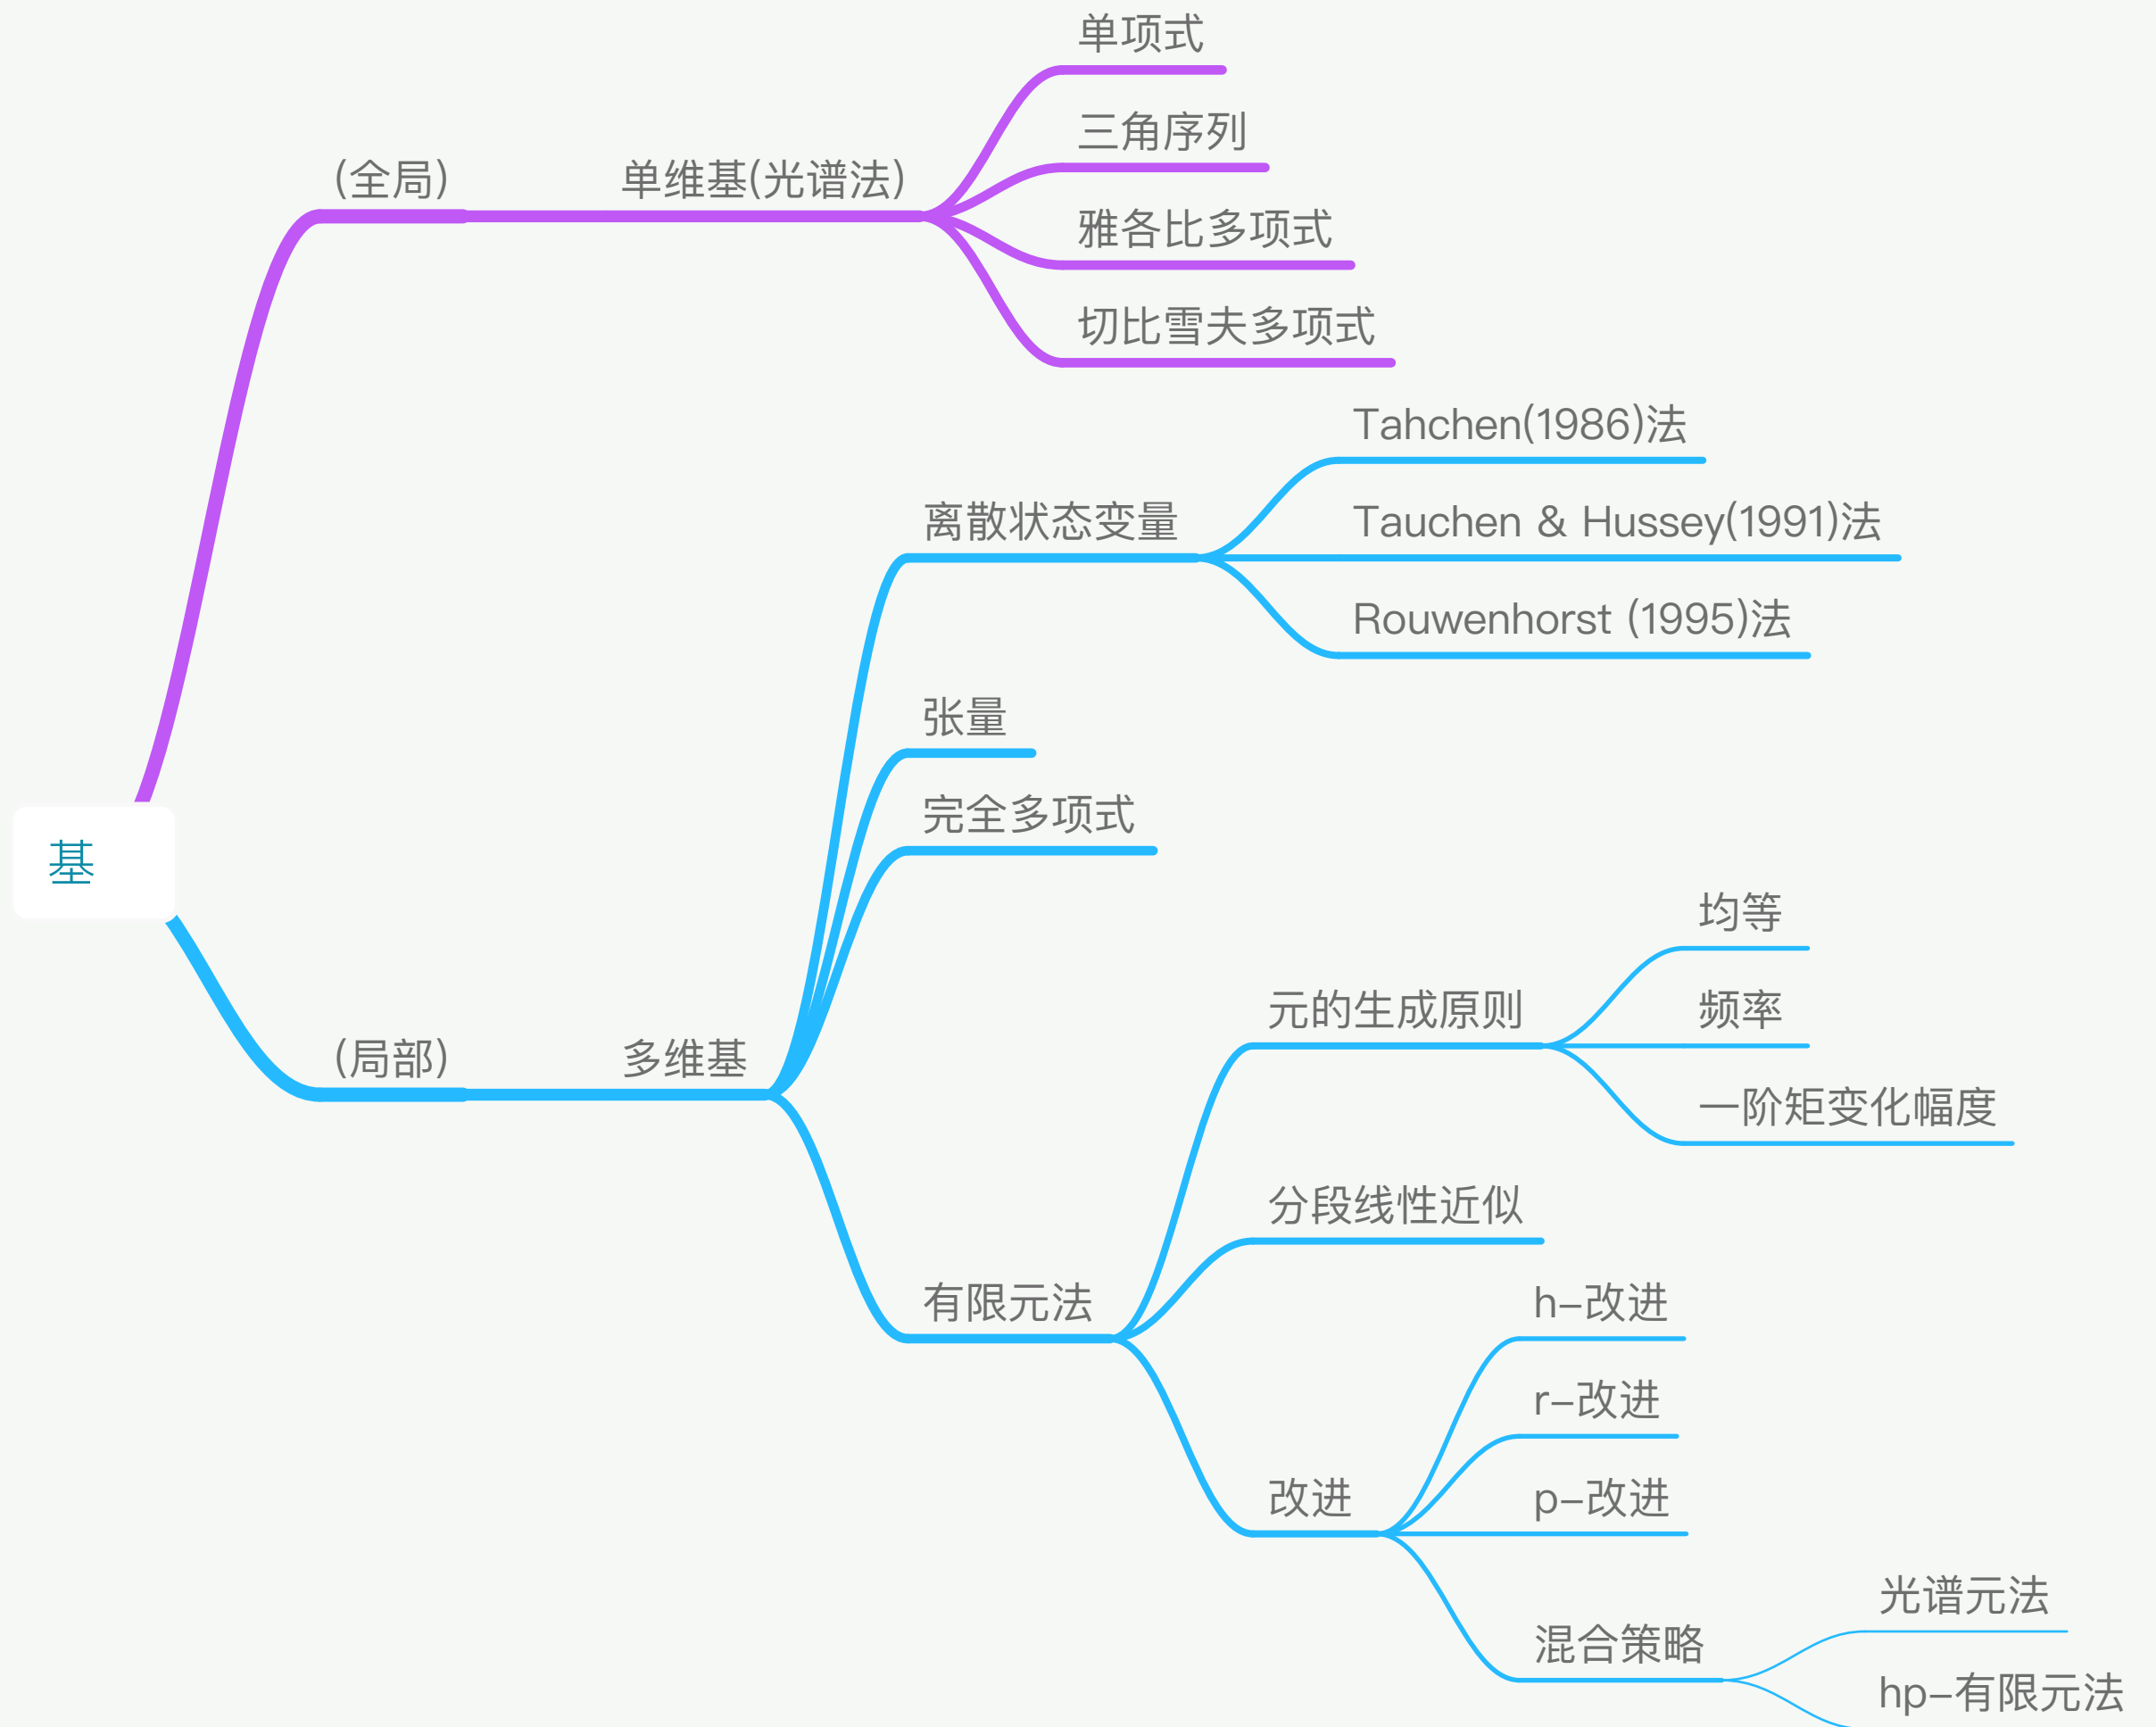 单项式
三角序列
(全局)
单维基(光谱法)
雅各比多项式
切比雪夫多项式
Tahchen(1986)法
离散状态变量
Tauchen & Hussey(1991)法
Rouwenhorst (1995)法
张量
完全多项式
基
均等
元的生成原则
频率
(局部)
多维基
一阶矩变化幅度
分段线性近似
有限元法
h-改进
r-改进
改进
p-改进
光谱元法
混合策略
hp-有限元法